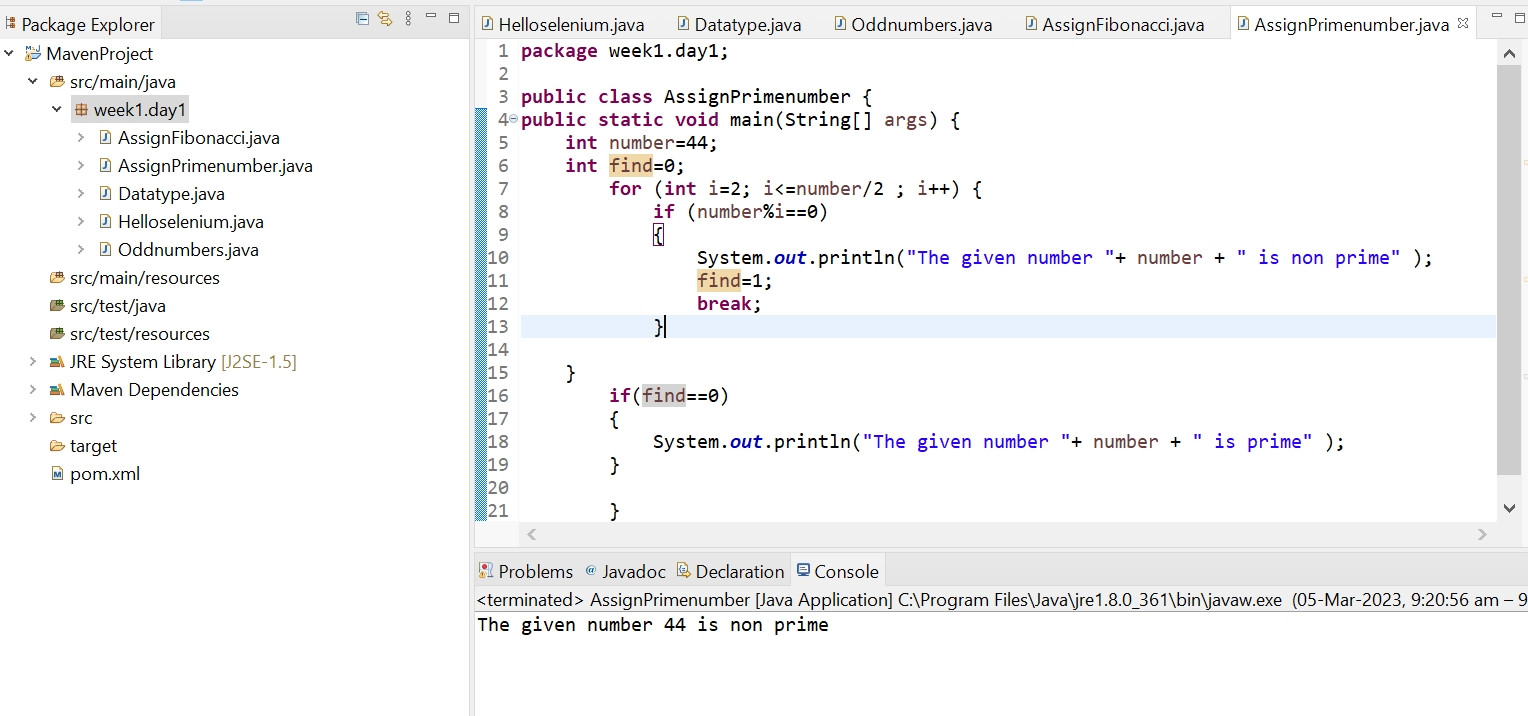 Package Explorer
MavenProject
src/main/java
week1.day1
AssignFibonacci.java
AssignPrimenumber.java
Datatype.java
Helloselenium.java
Oddnumbers.java
src/main/resources
src/test/java
src/test/resources
JRE System Library [J2SE-1.5]
Maven Dependencies
src
target
pom.xml
Helloselenium.java Datatype.java Oddnumbers.java AssignFibonacci.java AssignPrimenumber.java
1 package week1.day1;
2
3 public class AssignPrimenumber {
4 public static void main(String[] args) {
5 int number=44;
6 int find=0;
7 for (int i=2; i<=number/2 ; i++) {
8 if (number%i==0)
9 {
10 System.out.println("The given number "+ number + " is non prime" );
11 find=1;
12 break;
13 }
14
15 }
16 if(find==0)
17 {
18 System.out.println("The given number "+ number + " is prime" );
19 }
20
21 }
Problems @ Javadoc Declaration Console
<terminated> AssignPrimenumber [Java Application] C:\Program Files\Java\jre1.8.0_361\bin\javaw.exe (05-Mar-2023, 9:20:56 am – 9
The given number 44 is non prime